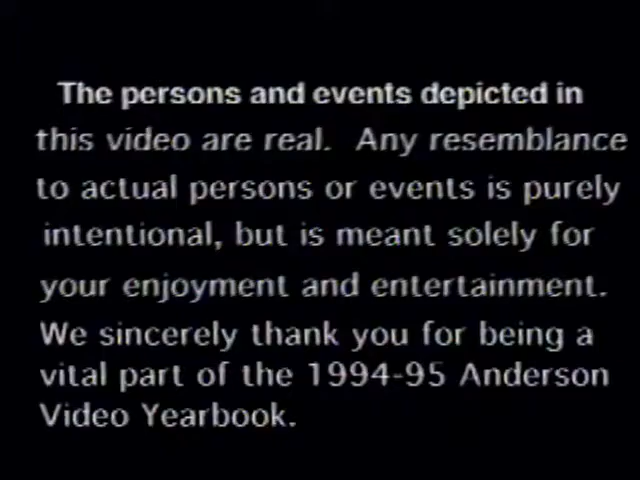 The persons and events depicted in
this video are real. Any resemblance
to actual persons or events is purely
intentional, but is meant solely for
your enjoyment and entertainment.
We sincerely thank you for being a
vital part of the 1994-95 Anderson
Video Yearbook.